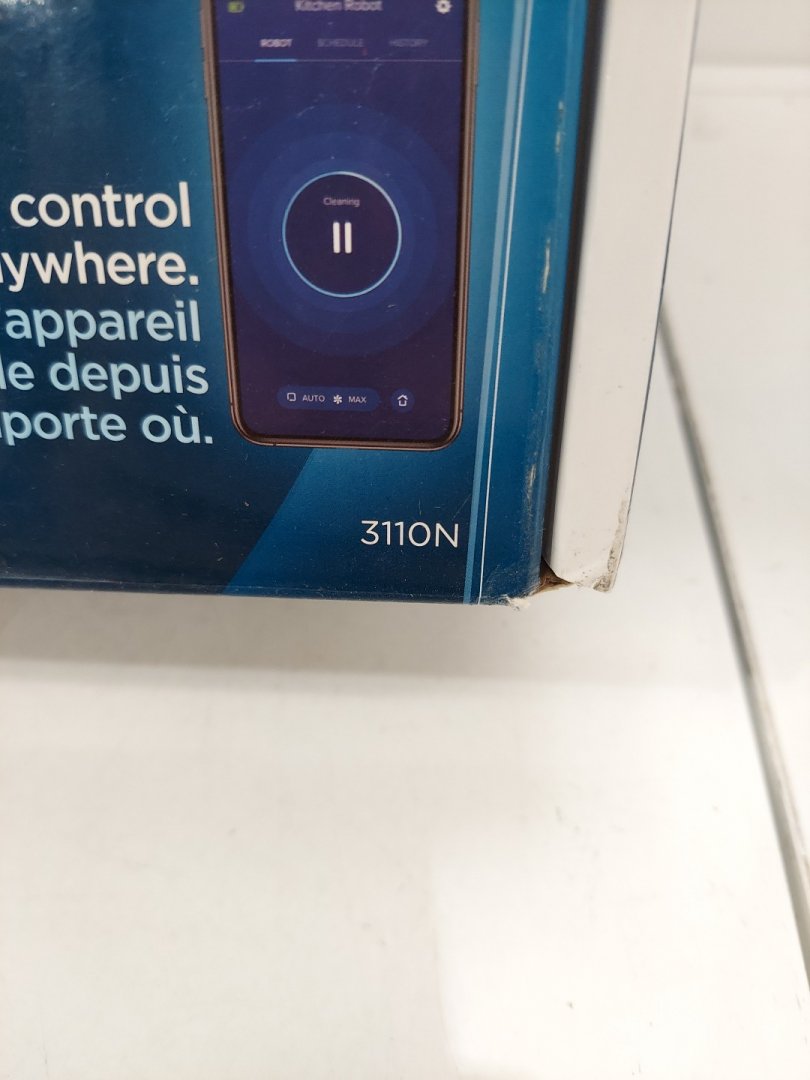 Kitchen Robot
ROBOT SCHEDULE HISTORY
Cleaning
AUTO MAX
control
ywhere.
'appareil
le depuis
porte où.
3110N